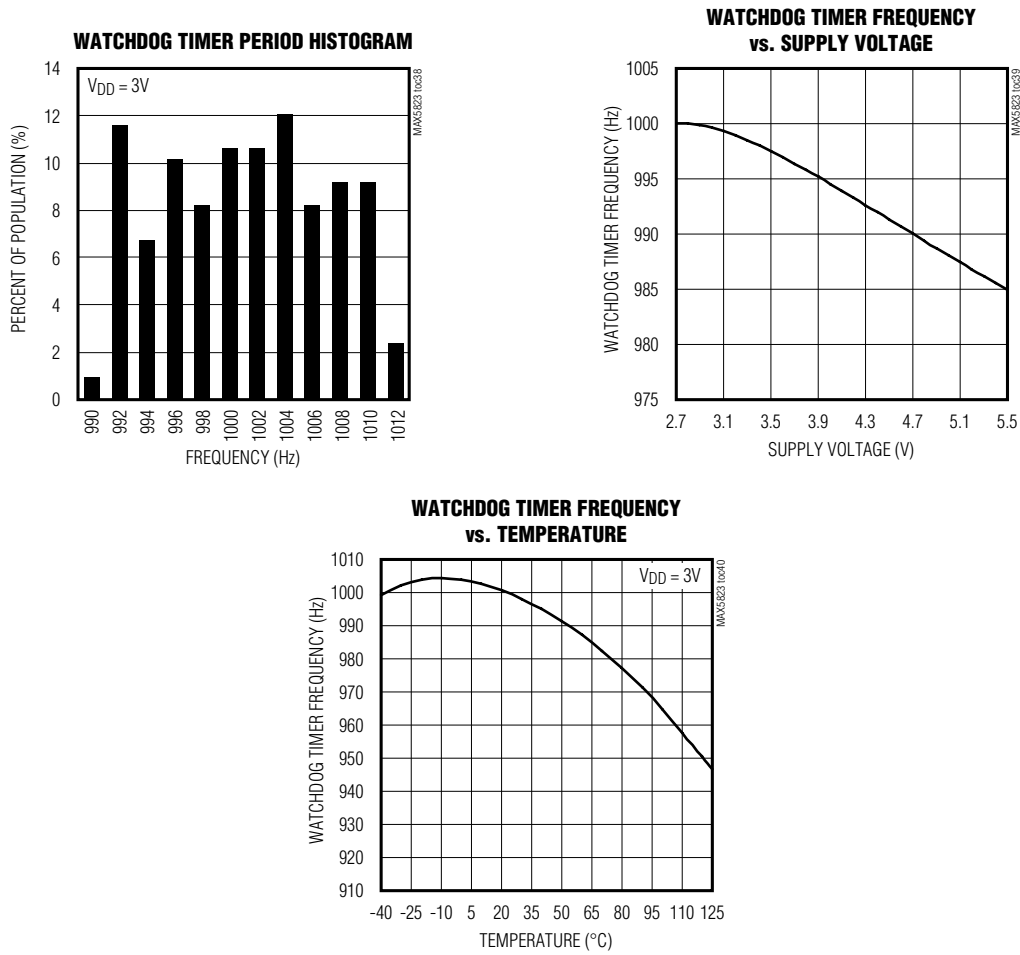 WATCHDOG TIMER PERIOD HISTOGRAM
VDD = 3V
MAX5823 toc38
PERCENT OF POPULATION (%)
14
12
10
8
6
4
2
0
990 992 994 996 998 1000 1002 1004 1006 1008 1010 1012
FREQUENCY (Hz)
WATCHDOG TIMER FREQUENCY
vs. SUPPLY VOLTAGE
MAX5823 toc39
WATCHDOG TIMER FREQUENCY (Hz)
1005
1000
995
990
985
980
975
2.7 3.1 3.5 3.9 4.3 4.7 5.1 5.5
SUPPLY VOLTAGE (V)
WATCHDOG TIMER FREQUENCY
vs. TEMPERATURE
VDD = 3V
MAX5823 toc40
WATCHDOG TIMER FREQUENCY (Hz)
1010
1000
990
980
970
960
950
940
930
920
910
-40 -25 -10 5 20 35 50 65 80 95 110 125
TEMPERATURE (°C)